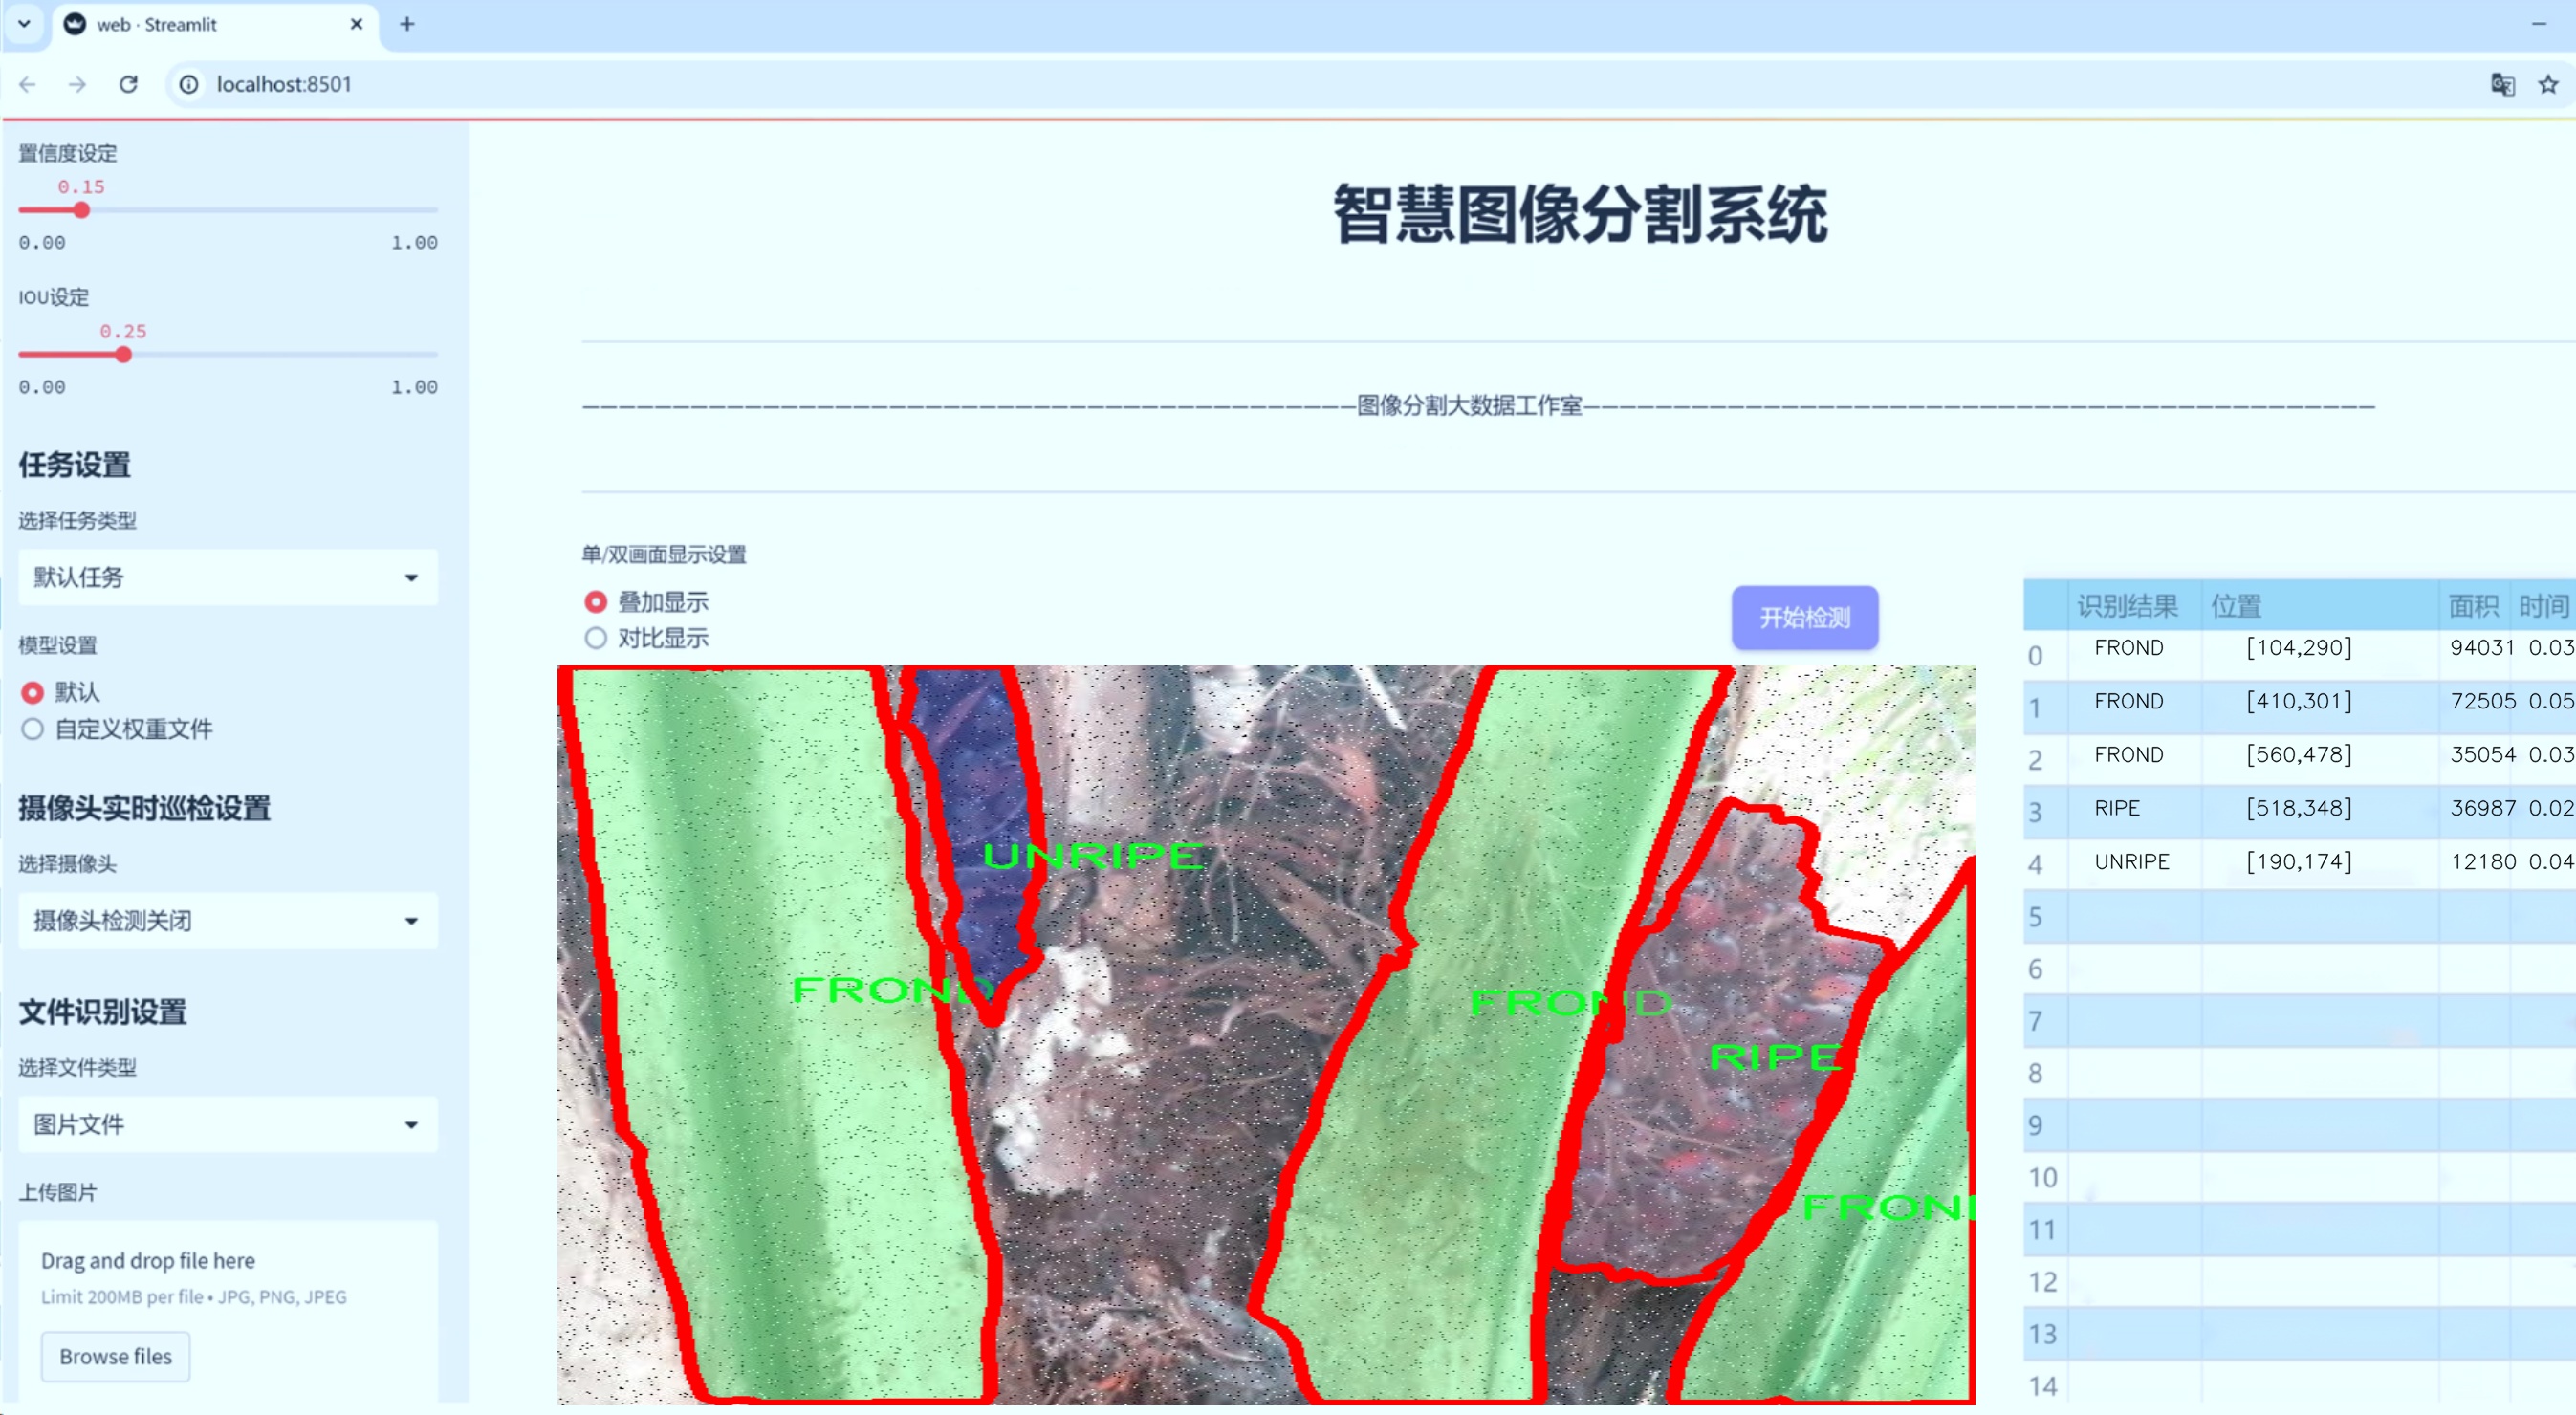 web · Streamlit
localhost:8501
置信度设定
0.15
0.00 1.00
IOU设定
0.25
0.00 1.00
任务设置
选择任务类型
默认任务
模型设置
默认
自定义权重文件
摄像头实时巡检设置
选择摄像头
摄像头检测关闭
文件识别设置
选择文件类型
图片文件
上传图片
Drag and drop file here
Limit 200MB per file • JPG, PNG, JPEG
Browse files
智慧图像分割系统
———————————————————————————————————————————图像分割大数据工作室————————————————————————————————————————————
单/双画面显示设置
叠加显示
对比显示
开始检测
UNRIPE
FROND
FROND
RIPE
FRON
识别结果 位置 面积 时间
0 FROND [104,290] 94031 0.03
1 FROND [410,301] 72505 0.05
2 FROND [560,478] 35054 0.03
3 RIPE [518,348] 36987 0.02
4 UNRIPE [190,174] 12180 0.04
5
6
7
8
9
10
11
12
13
14